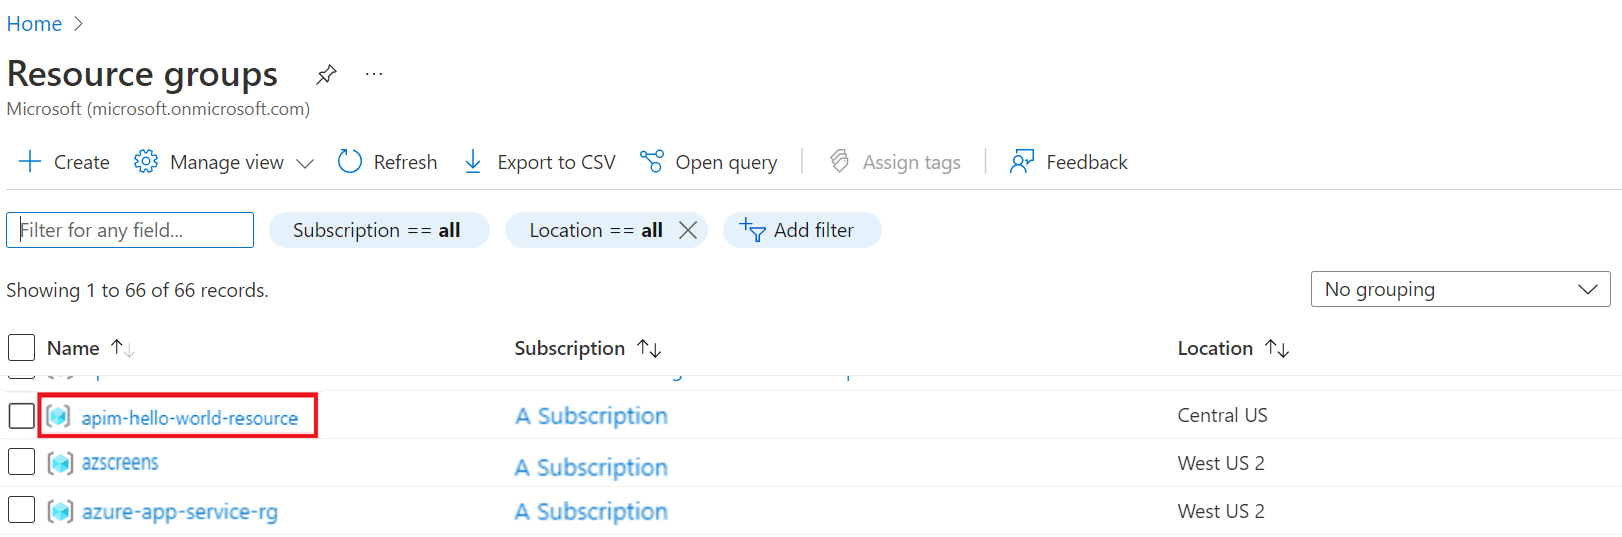 Home
Resource groups ...
Microsoft (microsoft.onmicrosoft.com)
Create Manage view Refresh Export to CSV Open query Assign tags Feedback
Filter for any field... Subscription == all Location == all Add filter
Showing 1 to 66 of 66 records. No grouping
Name Subscription Location
apim-hello-world-resource A Subscription Central US
azscreens A Subscription West US 2
azure-app-service-rg A Subscription West US 2